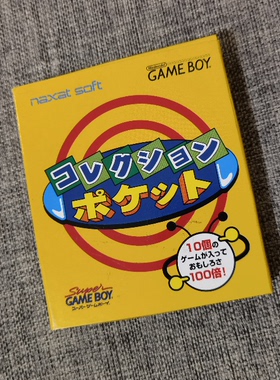 naxat soft
Nintendo
GAME BOY™
コレクション
ポケット
10個の
ゲームが入って
おもしろさ
100倍!
Super
GAME BOY™
スーパーゲームボーイ